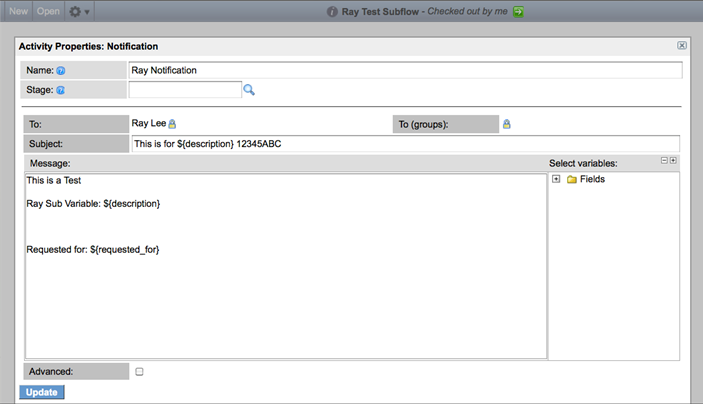 New Open Ray Test Subflow - Checked out by me
Activity Properties: Notification
Name: Ray Notification
Stage:
To: Ray Lee To (groups):
Subject: This is for ${description} 12345ABC
Message: Select variables:
This is a Test Fields
Ray Sub Variable: ${description}
Requested for: ${requested_for}
Advanced:
Update